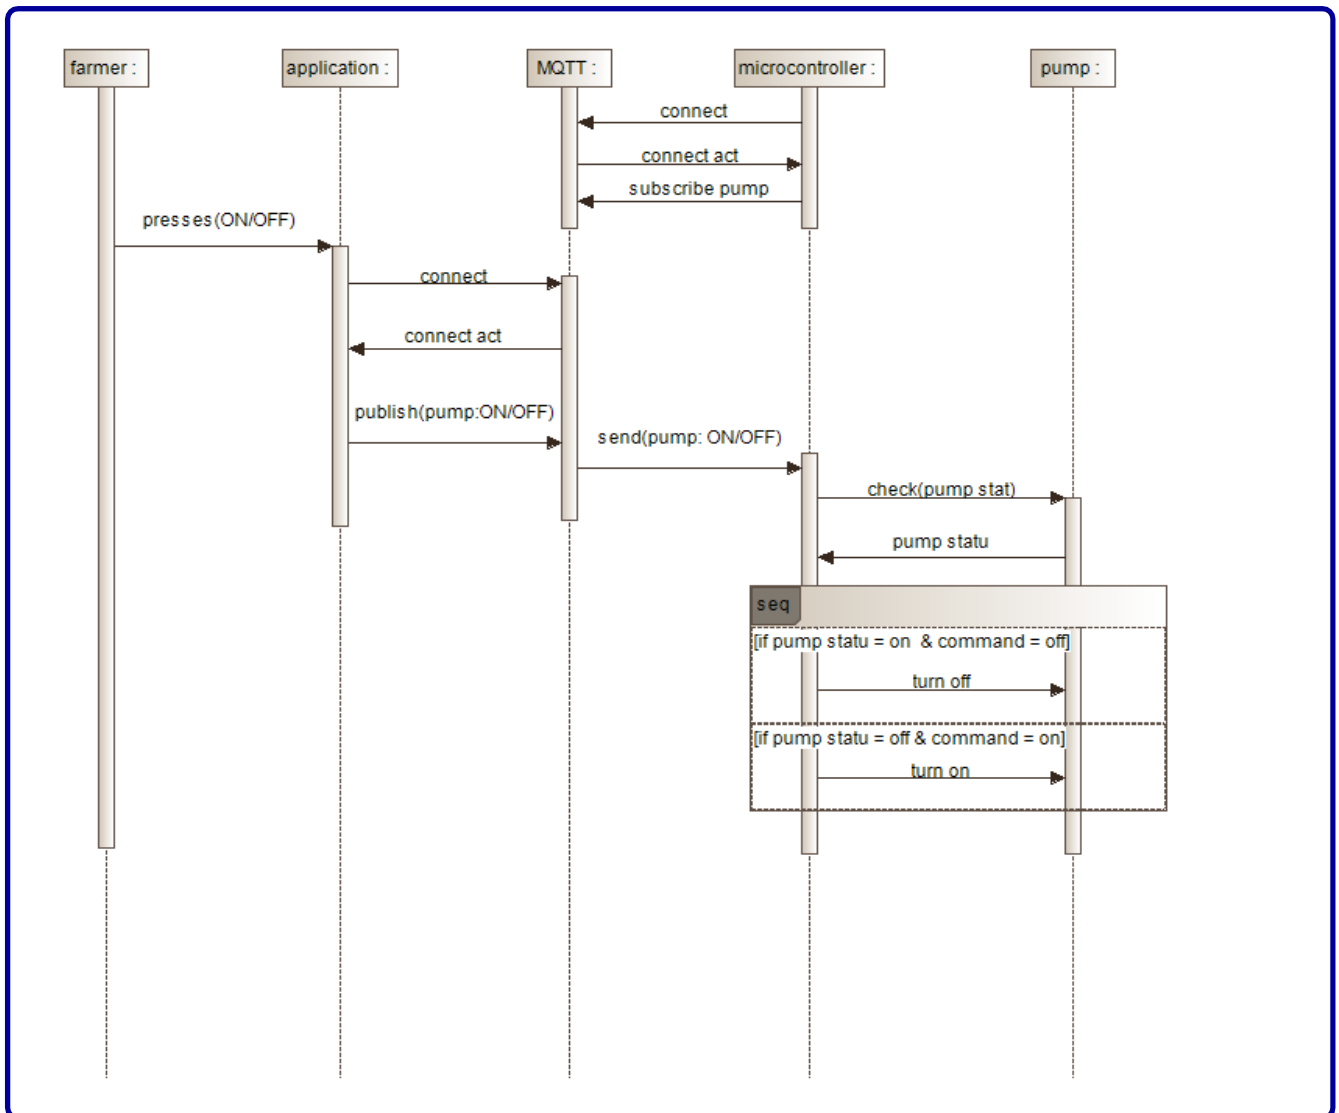 farmer :
application :
MQTT :
microcontroller :
pump :
connect
connect act
subscribe pump
presses(ON/OFF)
connect
connect act
publish(pump:ON/OFF)
send(pump: ON/OFF)
check(pump stat)
pump statu
seq
[if pump statu = on & command = off]
turn off
[if pump statu = off & command = on]
turn on